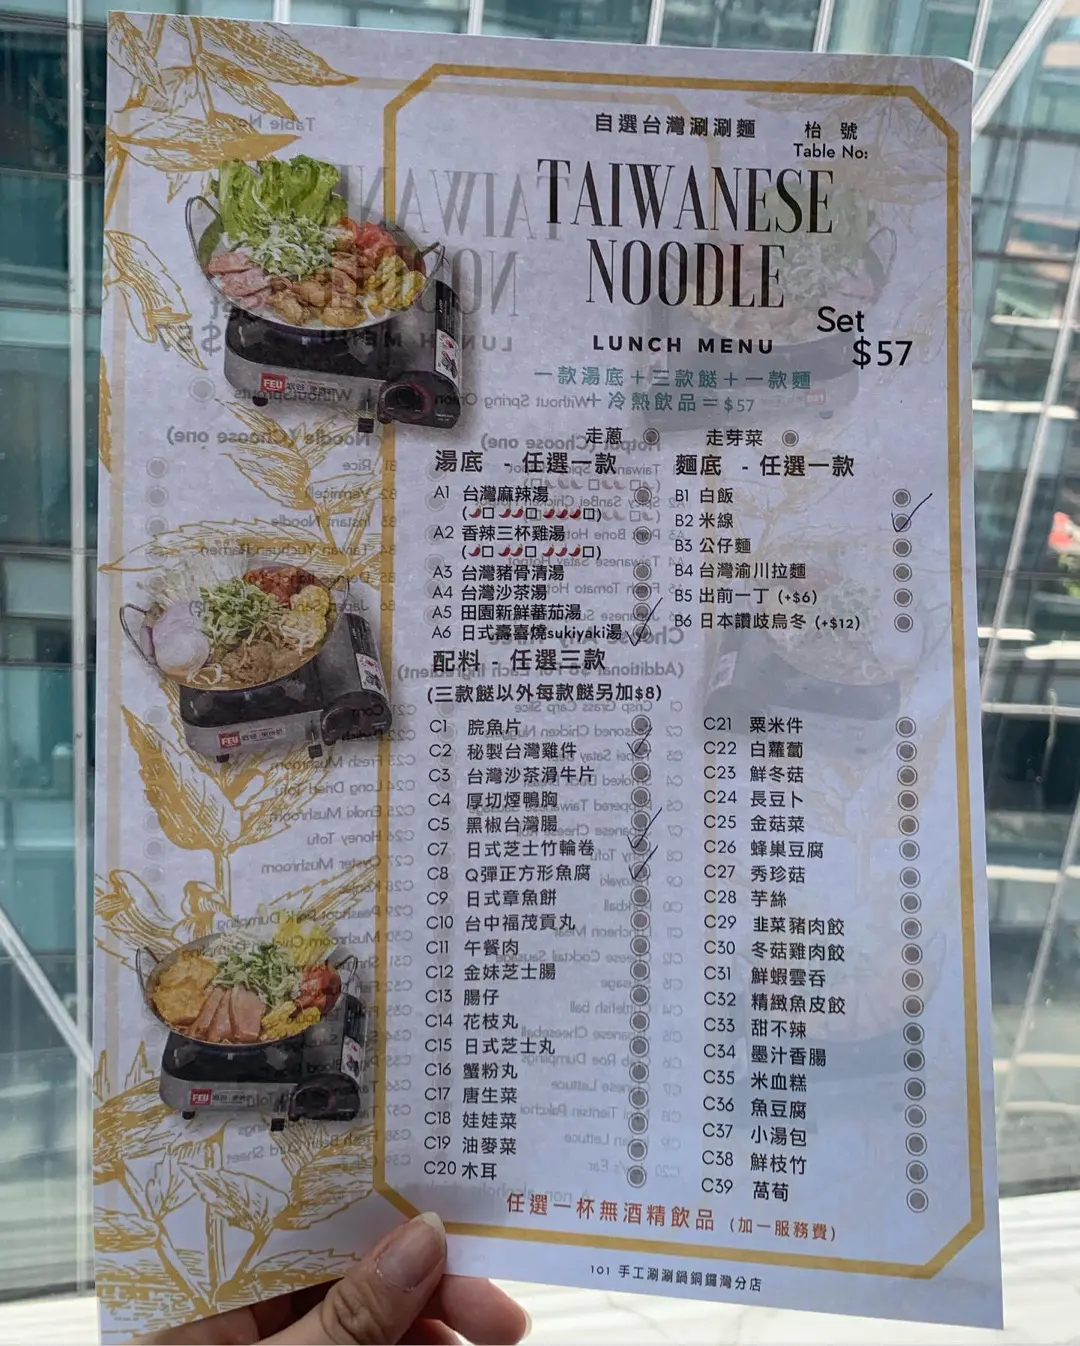 自選台灣涮涮麵
枱 號
Table No:
TAIWANESE
NOODLE
LUNCH MENU
Set
$57
一款湯底+三款餸+一款麵
+冷熱飲品=$57
走蔥
走芽菜
湯底 - 任選一款
A1 台灣麻辣湯
A2 香辣三杯雞湯
A3 台灣豬骨清湯
A4 台灣沙茶湯
A5 田園新鮮蕃茄湯
A6 日式壽喜燒sukiyaki湯
麵底 - 任選一款
B1 白飯
B2 米線
B3 公仔麵
B4 台灣渝川拉麵
B5 出前一丁 (+$6)
B6 日本讚歧烏冬 (+$12)
配料 - 任選三款
(三款餸以外每款餸另加$8)
C1 脘魚片
C2 秘製台灣雞件
C3 台灣沙茶滑牛片
C4 厚切煙鴨胸
C5 黑椒台灣腸
C7 日式芝士竹輪卷
C8 Q彈正方形魚腐
C9 日式章魚餅
C10 台中福茂貢丸
C11 午餐肉
C12 金妹芝士腸
C13 腸仔
C14 花枝丸
C15 日式芝士丸
C16 蟹粉丸
C17 唐生菜
C18 娃娃菜
C19 油麥菜
C20 木耳
C21 粟米件
C22 白蘿蔔
C23 鮮冬菇
C24 長豆卜
C25 金菇菜
C26 蜂巢豆腐
C27 秀珍菇
C28 芋絲
C29 韭菜豬肉餃
C30 冬菇雞肉餃
C31 鮮蝦雲吞
C32 精緻魚皮餃
C33 甜不辣
C34 墨汁香腸
C35 米血糕
C36 魚豆腐
C37 小湯包
C38 鮮枝竹
C39 萵筍
任選一杯無酒精飲品 (加一服務費)
101 手工涮涮鍋銅鑼灣分店
FEU
FEU
FEU